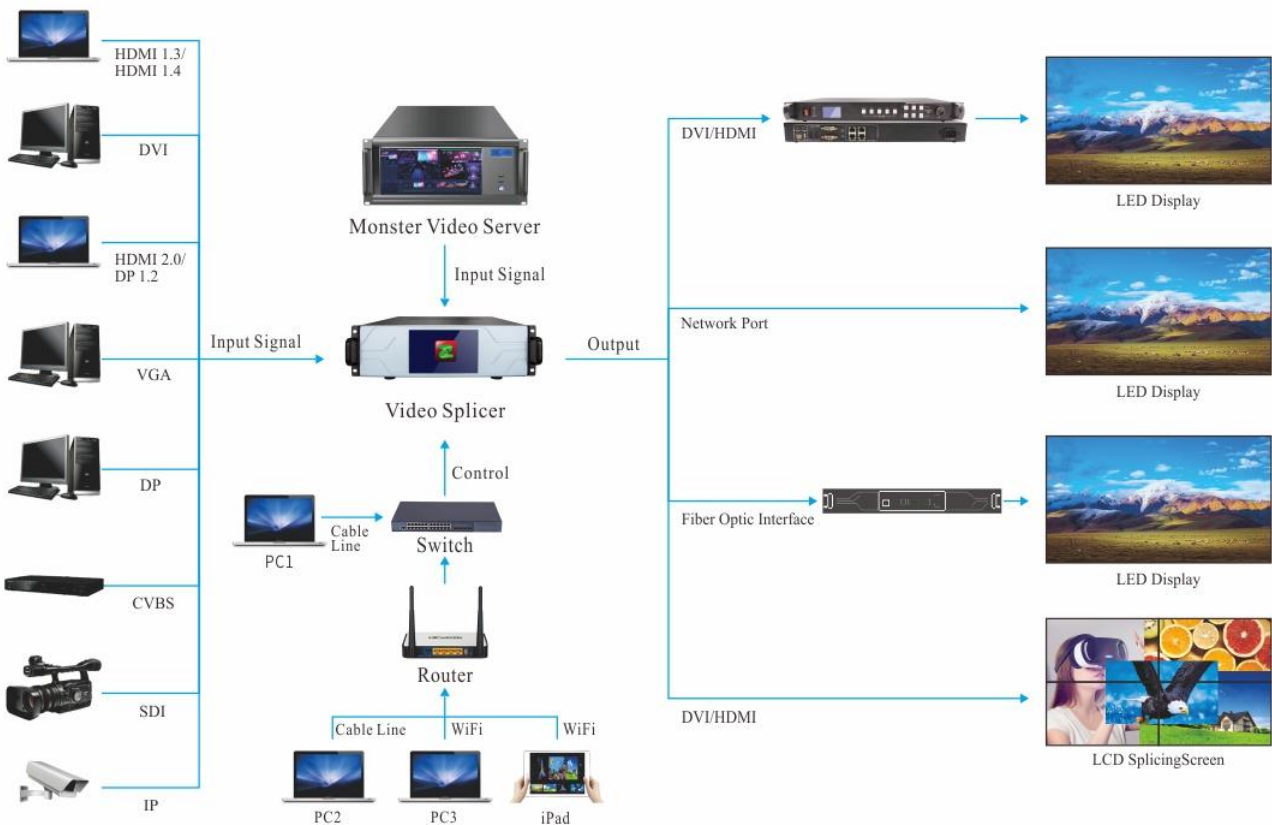 HDMI 1.3/
HDMI 1.4
DVI
HDMI 2.0/
DP 1.2
VGA
DP
CVBS
SDI
IP
Input Signal
Monster Video Server
Input Signal
Video Splicer
Control
Cable
Line
PC1
Switch
Router
Cable Line
WiFi
WiFi
PC2
PC3
iPad
Output
DVI/HDMI
LED Display
Network Port
LED Display
Fiber Optic Interface
LED Display
DVI/HDMI
LCD SplicingScreen